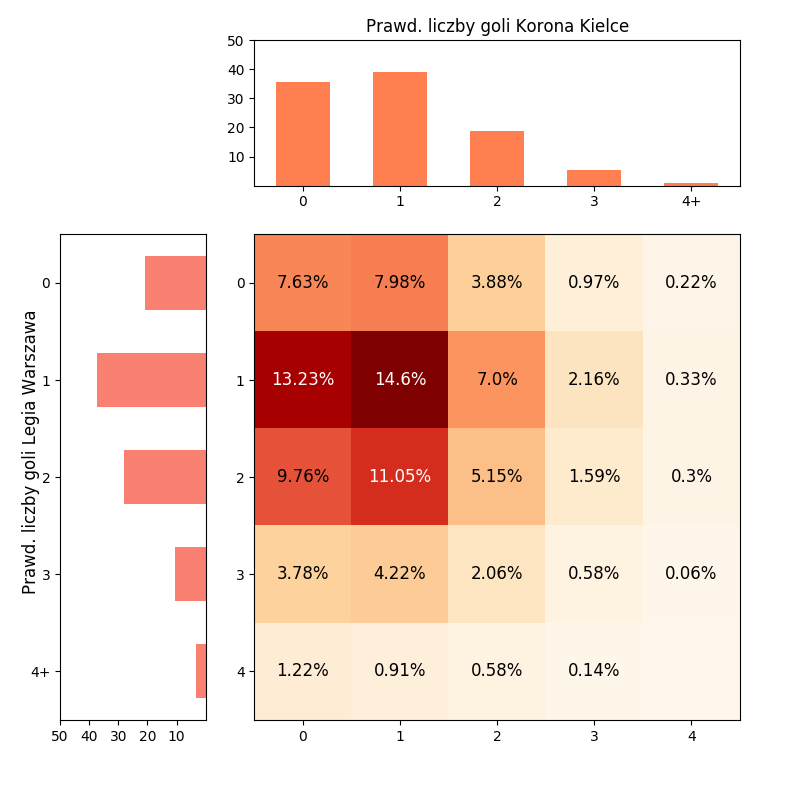 Prawd. liczby goli Korona Kielce
50
40
30
20
10
0 1 2 3 4+
Prawd. liczby goli Legia Warszawa
0
1
2
3
4+
50 40 30 20 10
0 7.63% 7.98% 3.88% 0.97% 0.22%
1 13.23% 14.6% 7.0% 2.16% 0.33%
2 9.76% 11.05% 5.15% 1.59% 0.3%
3 3.78% 4.22% 2.06% 0.58% 0.06%
4 1.22% 0.91% 0.58% 0.14%
0 1 2 3 4